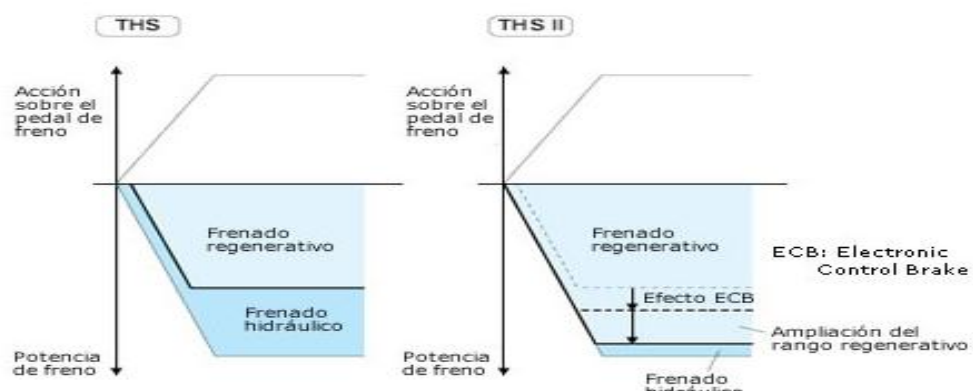 THS
Acción
sobre el
pedal de
freno
Frenado
regenerativo
Frenado
hidráulico
Potencia
de freno
THS II
Acción
sobre el
pedal de
freno
Frenado
regenerativo
ECB: Electronic
Control Brake
Efecto ECB
Ampliación del
rango regenerativo
Potencia
de freno
Frenado
hidráulico